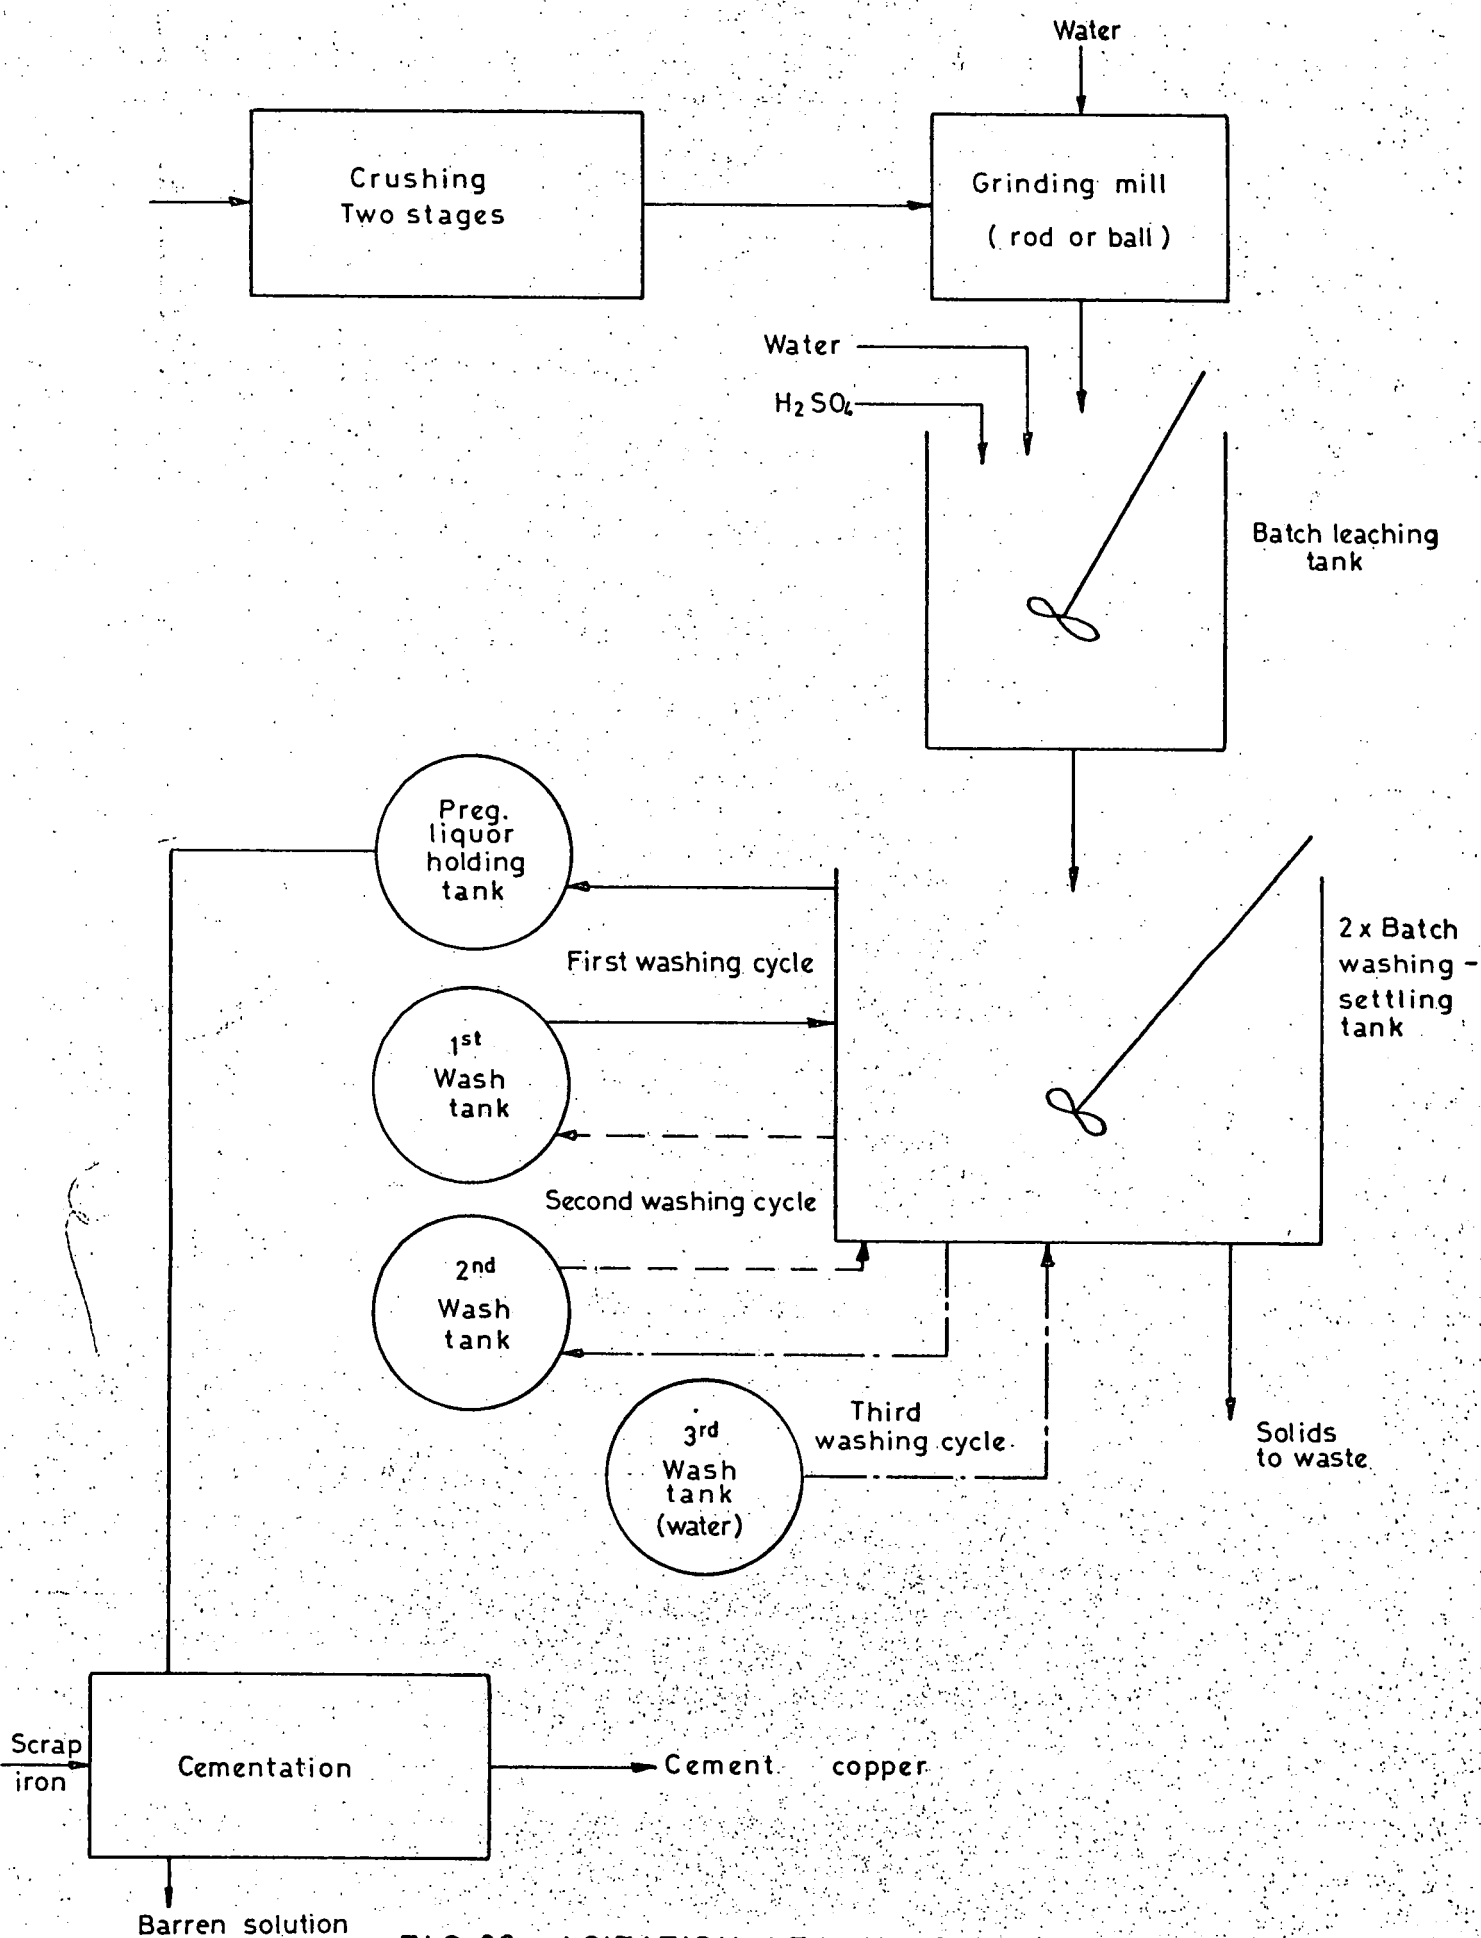 Water
Crushing
Two stages
Grinding mill
( rod or ball )
Water
H2SO4
Batch leaching
tank
Preg.
liquor
holding
tank
2 x Batch
washing -
settling
tank
First washing cycle
1st
Wash
tank
Second washing cycle
2nd
Wash
tank
3rd
Wash
tank
(water)
Third
washing cycle
Solids
to waste
Scrap
iron
Cementation
Cement copper
Barren solution